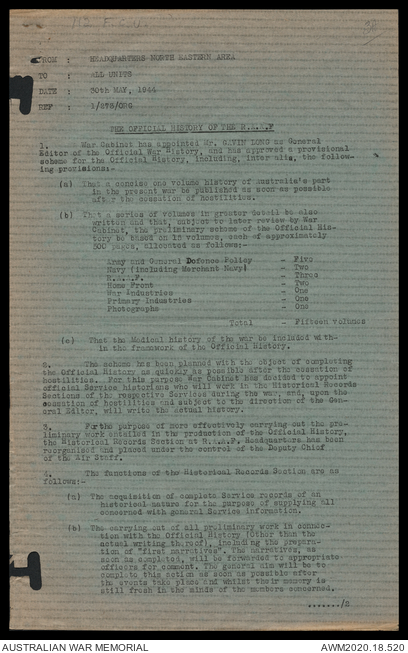 FROM : HEADQUARTERS NORTH EASTERN AREA
TO : ALL UNITS
DATE : 30th MAY, 1944
REF : 1/278/ORG
THE OFFICIAL HISTORY OF THE R.A.A.F
1. War Cabinet has appointed Mr. GAVIN LONG as General
Editor of the Official War History, and has approved a provisional
scheme for the Official History, including, inter alia, the follow-
ing provisions:-
(a) That a concise one volume history of Australia's part
in the present war be published as soon as possible
after the cessation of hostilities.
(b) That a series of volumes in greater detail be also
written and that, subject to later review by War
Cabinet, the preliminary scheme of the Official His-
tory be based on 15 volumes, each of approximately
500 pages, allocated as follows:-
Army and General Defence Policy - Five
Navy (including Merchant Navy) - Two
R.A.A.F. - Three
Home Front - Two
War Industries - One
Primary Industries - One
Photographs - One
Total - Fifteen volumes
(c) That the Medical history of the war be included with-
in the framework of the Official History.
2. The scheme has been planned with the object of completing
the Official History as quickly as possible after the cessation of
hostilities. For this purpose War Cabinet has decided to appoint
official Service historians who will work in the Historical Records
Sections of the respective Services during the war, and, upon the
cessation of hostilities and subject to the direction of the Gen-
eral Editor, will write the actual history.
3. For the purpose of more effectively carrying out the pre-
liminary work entailed in the production of the Official History,
the Historical Records Section at R.A.A.F. Headquarters has been
reorganised and placed under the control of the Deputy Chief
of the Air Staff.
4. The functions of the Historical Records Section are as
follows:-
(a) The acquisition of complete Service records of an
historical nature for the purpose of supplying all
concerned with general Service information.
(b) The carrying out of all preliminary work in connec-
tion with the Official History (other than the
actual writing thereof), including the prepara-
tion of "first narratives". The narratives, as
soon as completed, will be forwarded to appropriate
officers for comment. The general aim will be to
complete this action as soon as possible after
the events take place and whilst their memory is
still fresh in the minds of the members concerned.
......./2
AUSTRALIAN WAR MEMORIAL
AWM2020.18.520